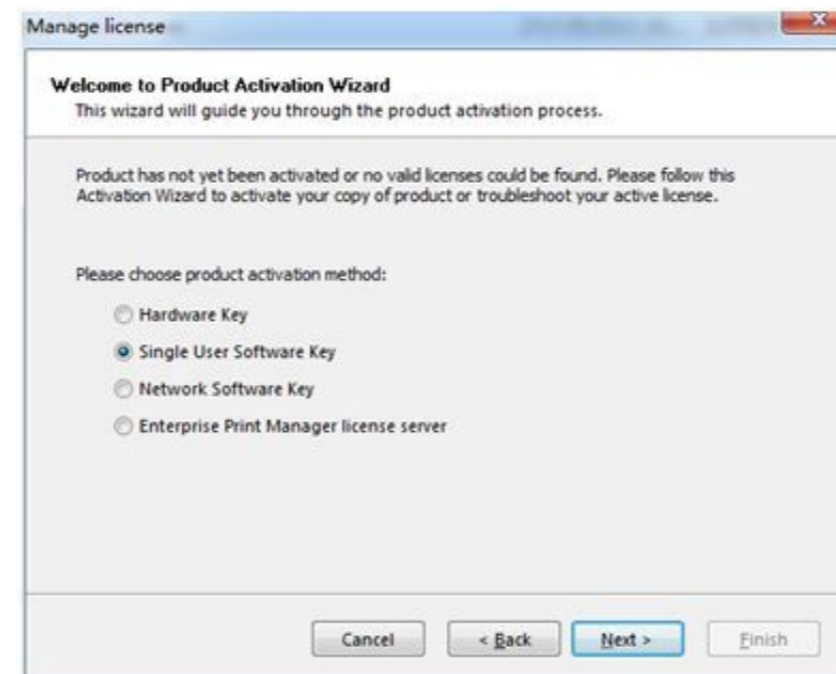 Manage license
Welcome to Product Activation Wizard
This wizard will guide you through the product activation process.
Product has not yet been activated or no valid licenses could be found. Please follow this
Activation Wizard to activate your copy of product or troubleshoot your active license.
Please choose product activation method:
Hardware Key
Single User Software Key
Network Software Key
Enterprise Print Manager license server
Cancel
< Back
Next >
Finish